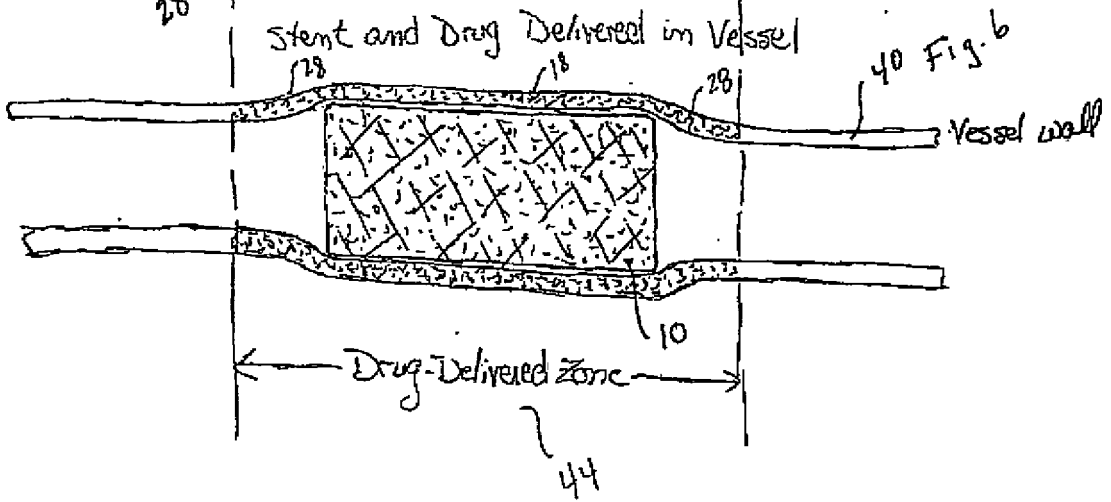 20
Stent and Drug Delivered in Vessel
28 18 28 40 Fig. 6
Vessel wall
10
Drug-Delivered Zone
44